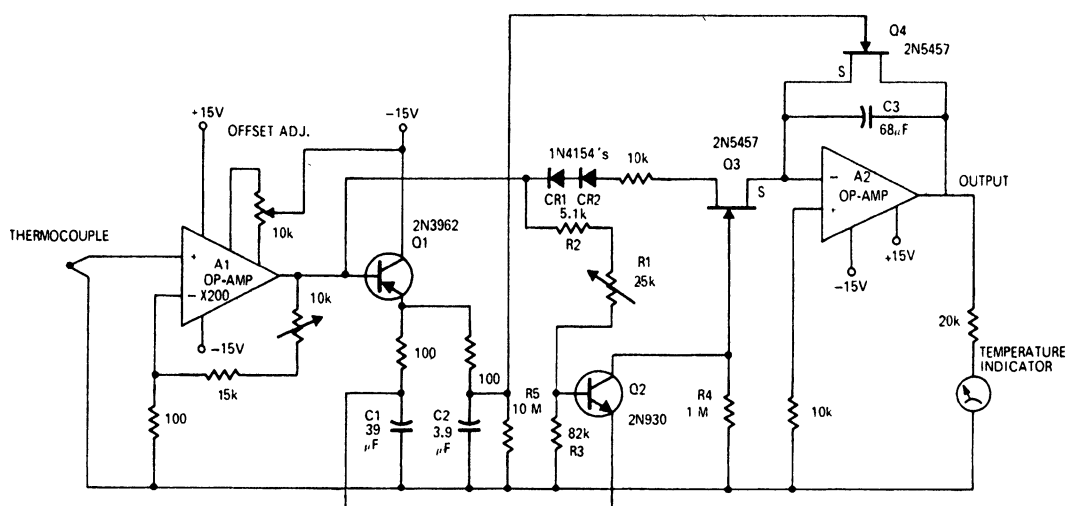 Q4
2N5457
S
C3
68µF
+15V
OFFSET ADJ.
-15V
2N5457
Q3
1N4154's
10k
S
CR1
CR2
5.1k
R2
-
A2
OP-AMP
+
OUTPUT
+15V
-15V
10k
2N3962
Q1
THERMOCOUPLE
+
A1
OP-AMP
-X200
10k
-15V
R1
25k
20k
TEMPERATURE
INDICATOR
100
100
15k
100
R5
10 M
Q2
2N930
R4
1 M
10k
C1
39
µF
C2
3.9
µF
82k
R3